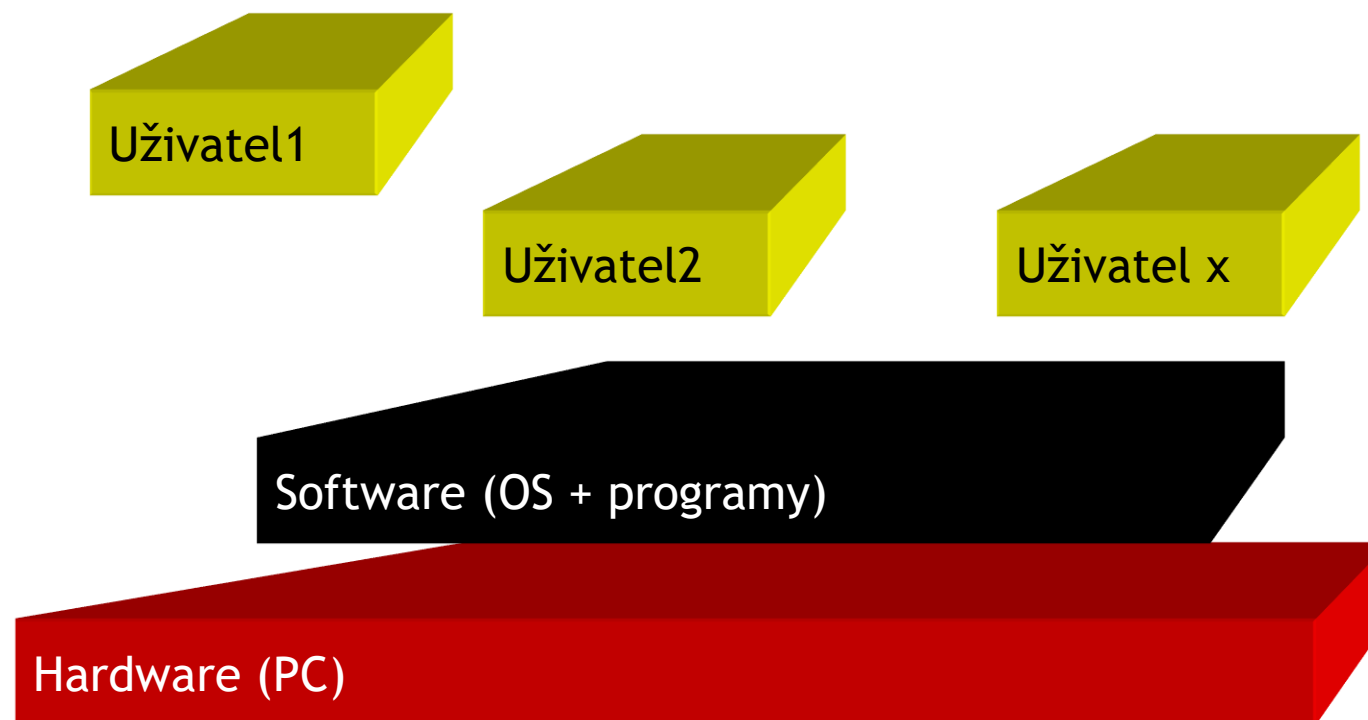 Uživatel1
Uživatel2
Uživatel x
Software (OS + programy)
Hardware (PC)